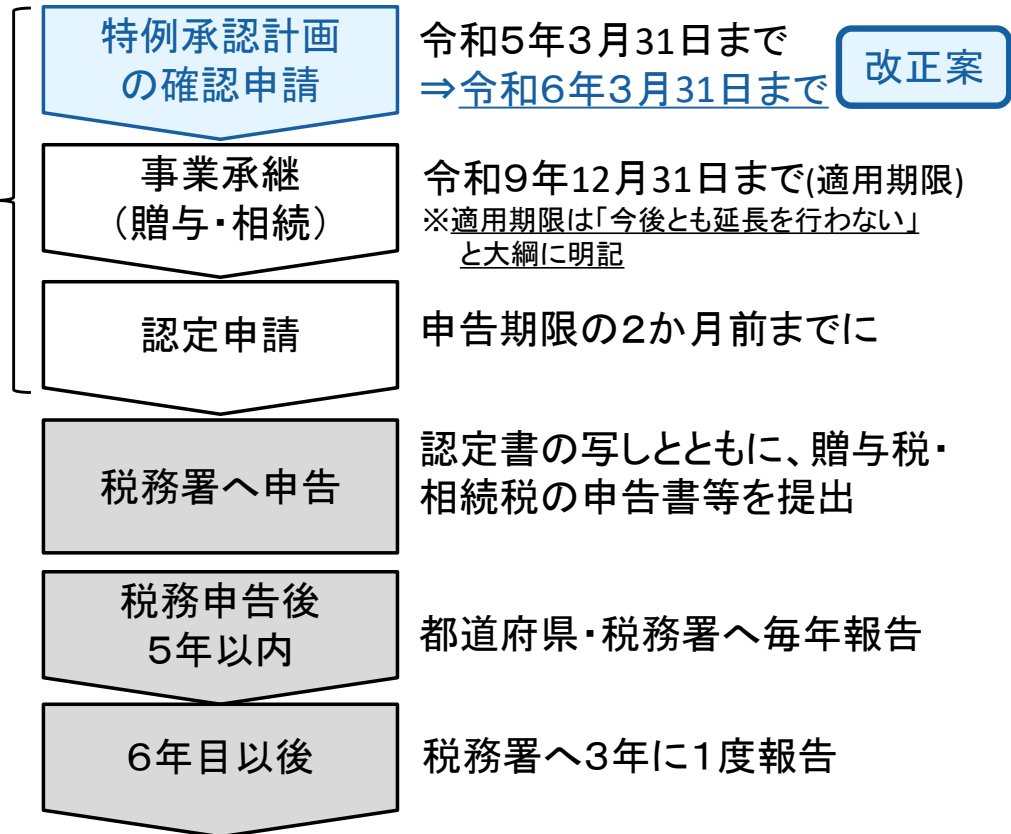 特例承認計画
の確認申請
令和５年３月31日まで
⇒令和６年３月31日まで
改正案
事業承継
（贈与・相続）
令和９年12月31日まで(適用期限)
※適用期限は「今後とも延長を行わない」
と大綱に明記
認定申請
申告期限の２か月前までに
税務署へ申告
認定書の写しとともに、贈与税・
相続税の申告書等を提出
税務申告後
５年以内
都道府県・税務署へ毎年報告
６年目以後
税務署へ３年に１度報告